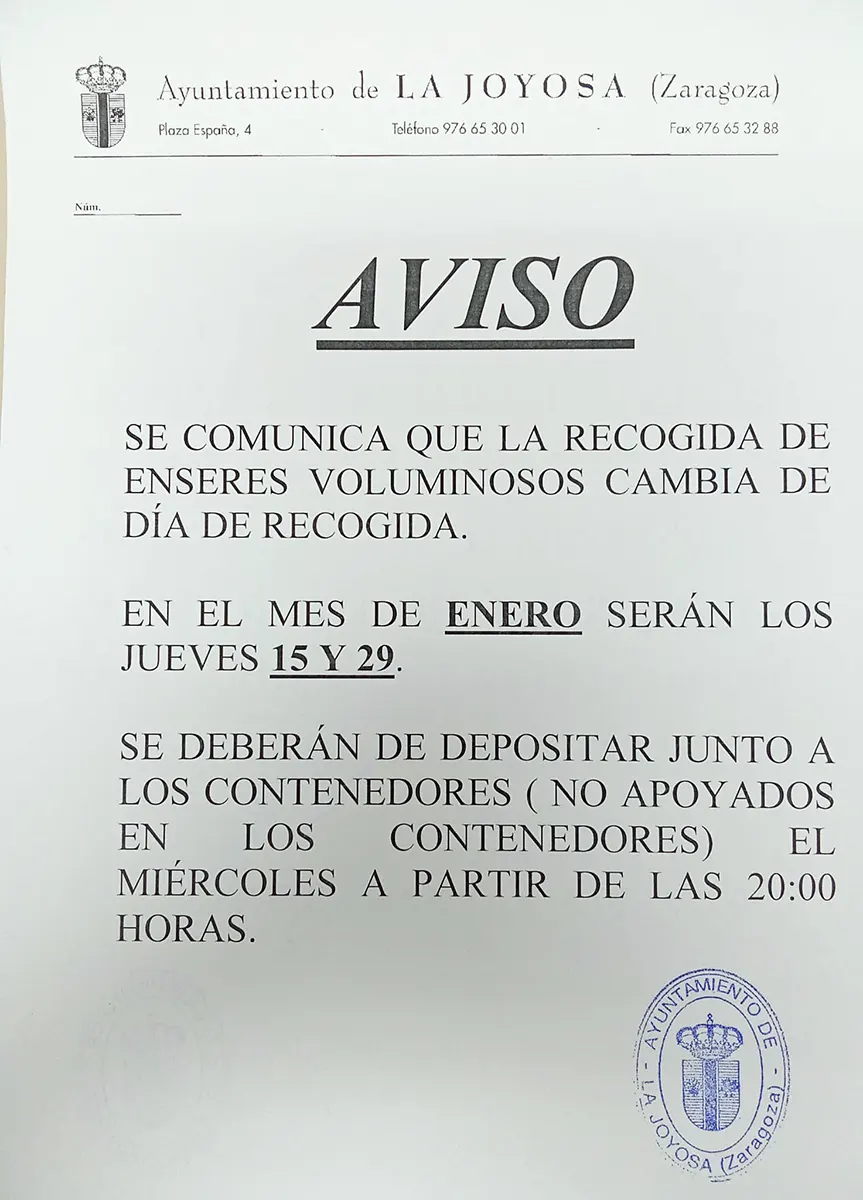 Ayuntamiento de LA JOYOSA (Zaragoza)
Plaza España, 4 · Teléfono 976 65 30 01 · Fax 976 65 32 88
Núm.
AVISO
SE COMUNICA QUE LA RECOGIDA DE
ENSERES VOLUMINOSOS CAMBIA DE
DÍA DE RECOGIDA.
EN EL MES DE ENERO SERÁN LOS
JUEVES 15 Y 29.
SE DEBERÁN DE DEPOSITAR JUNTO A
LOS CONTENEDORES ( NO APOYADOS
EN LOS CONTENEDORES) EL
MIÉRCOLES A PARTIR DE LAS 20:00
HORAS.
- AYUNTAMIENTO DE -
LA JOYOSA (Zaragoza)